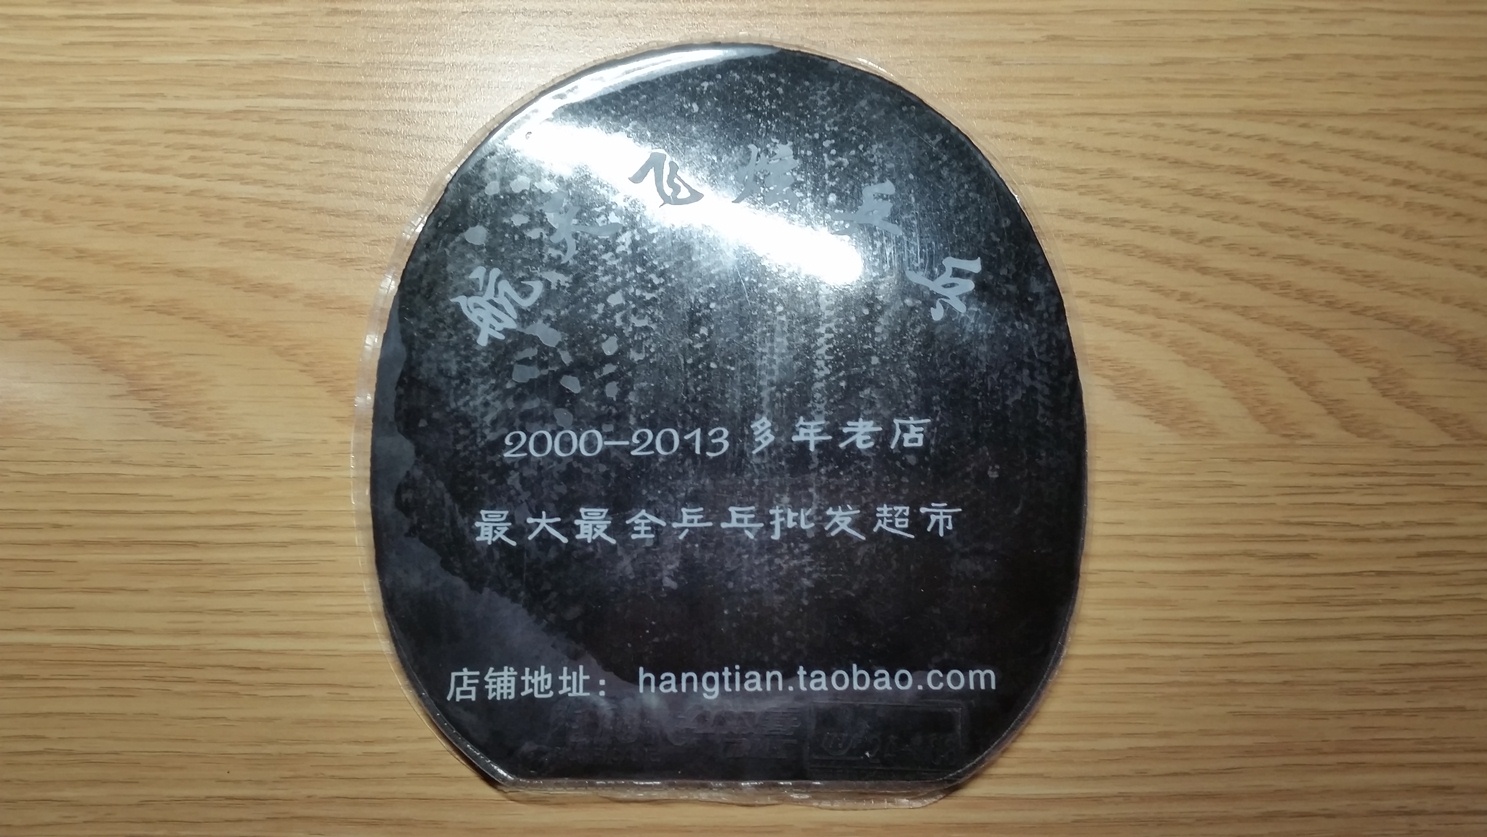 航天飞旋乒乓
2000-2013 多年老店
最大最全乒乓批发超市
店铺地址： hangtian.taobao.com